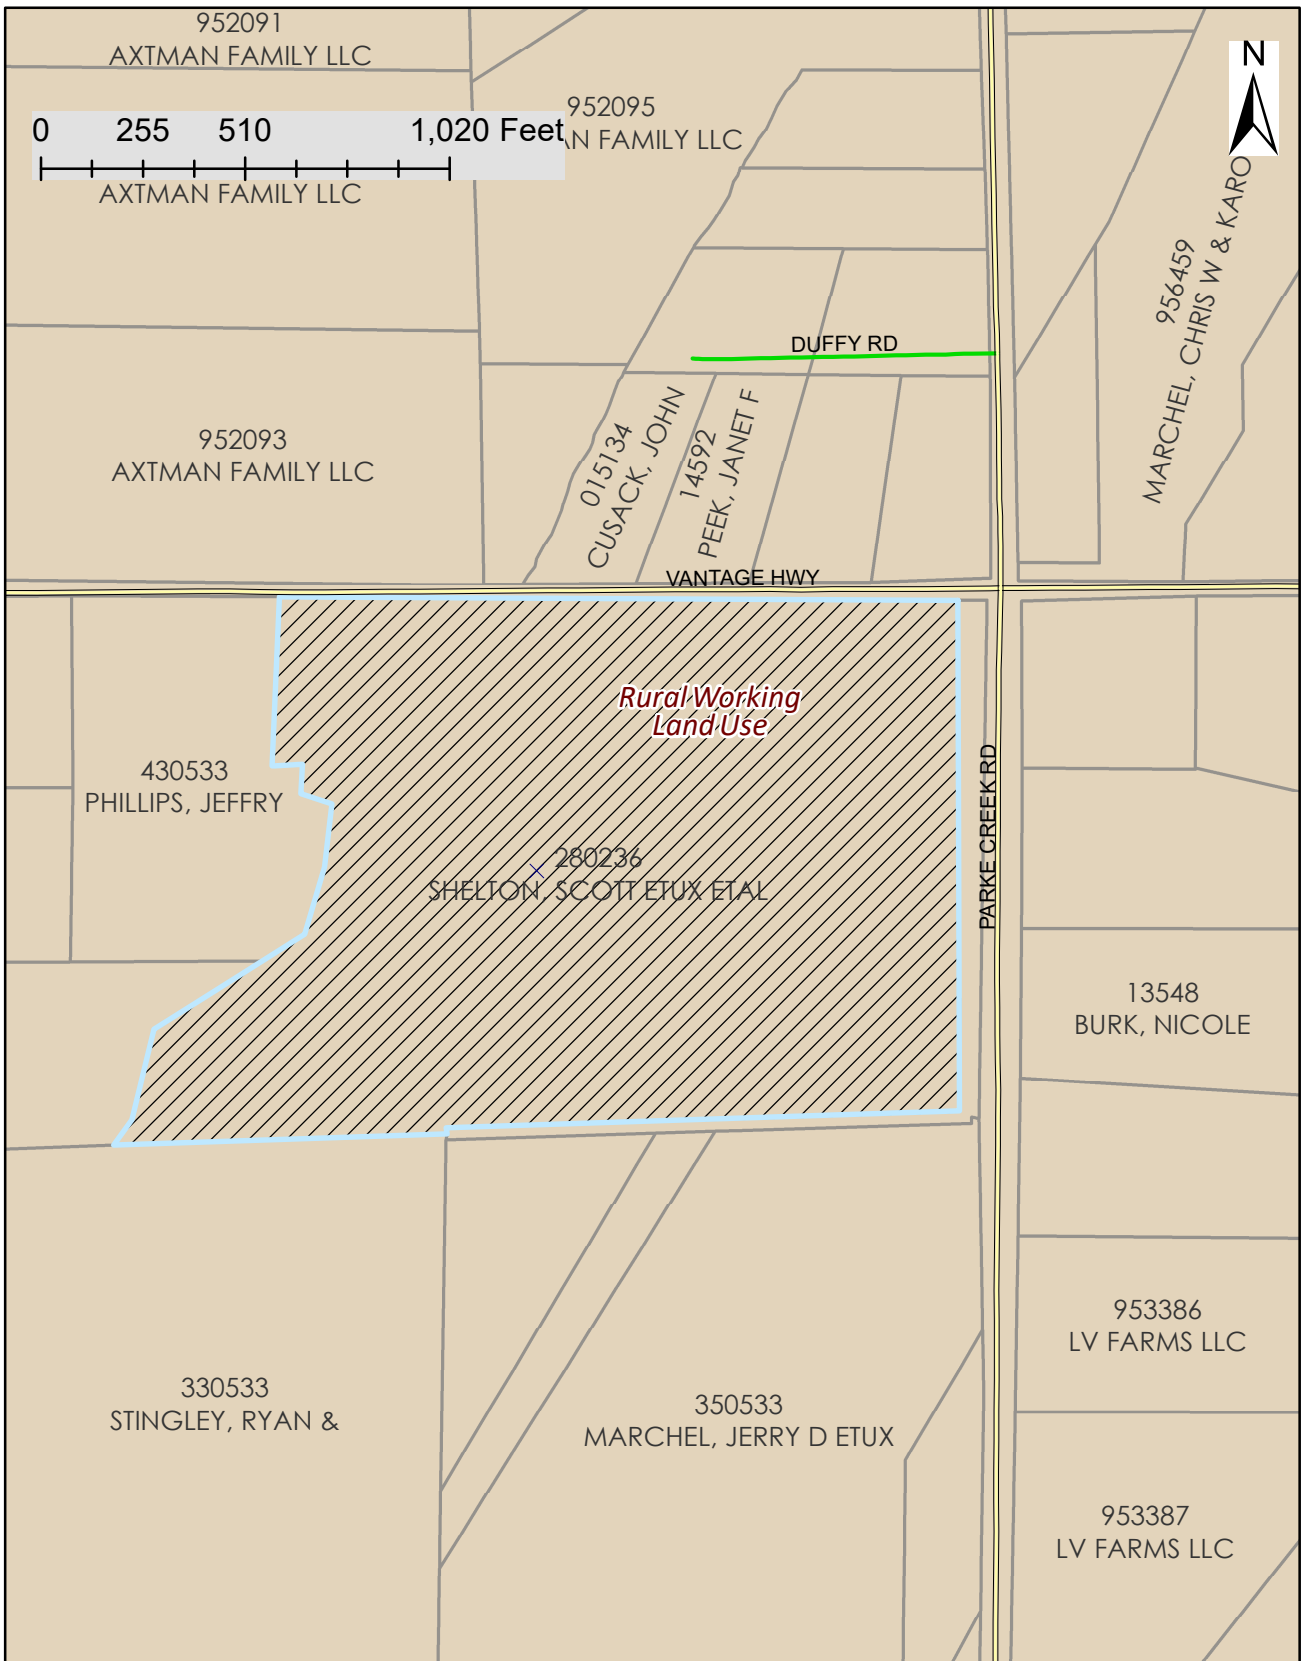 952091
AXTMAN FAMILY LLC
N
0 255 510 1,020 Feet
952095
AN FAMILY LLC
AXTMAN FAMILY LLC
956459
MARCHEL, CHRIS W & KARO
DUFFY RD
952093
AXTMAN FAMILY LLC
015134
CUSACK, JOHN
14592
PEEK, JANET F
VANTAGE HWY
Rural Working
Land Use
430533
PHILLIPS, JEFFRY
PARKE CREEK RD
280236
SHELTON, SCOTT ETUX ETAL
13548
BURK, NICOLE
953386
LV FARMS LLC
330533
STINGLEY, RYAN &
350533
MARCHEL, JERRY D ETUX
953387
LV FARMS LLC